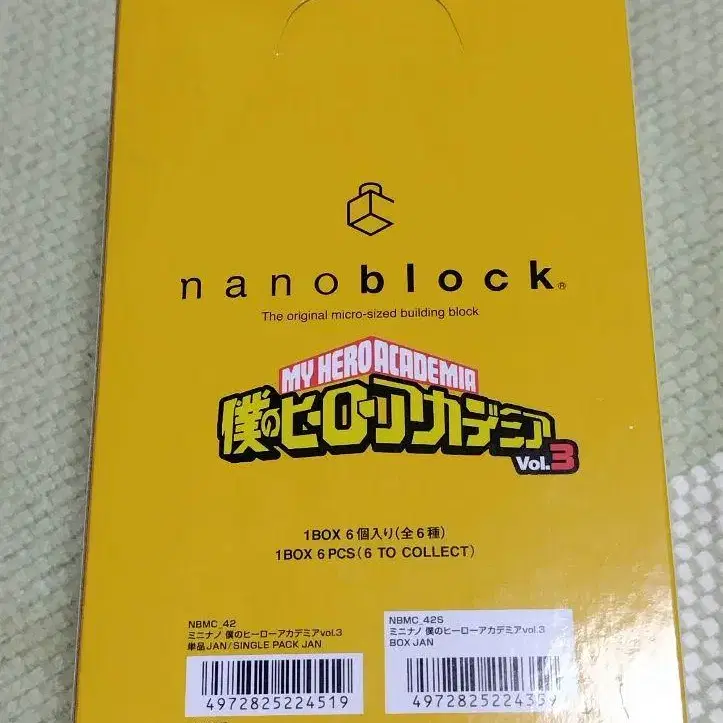 nanoblock®
The original micro-sized building block
MY HERO ACADEMIA
僕のヒーローアカデミア
Vol.3
1BOX 6個入り(全6種)
1BOX 6PCS(6 TO COLLECT)
NBMC_42
ミニナノ 僕のヒーローアカデミアvol.3
単品JAN/SINGLE PACK JAN
4972825224519
NBMC_42S
ミニナノ 僕のヒーローアカデミアvol.3
BOX JAN
4972825224359